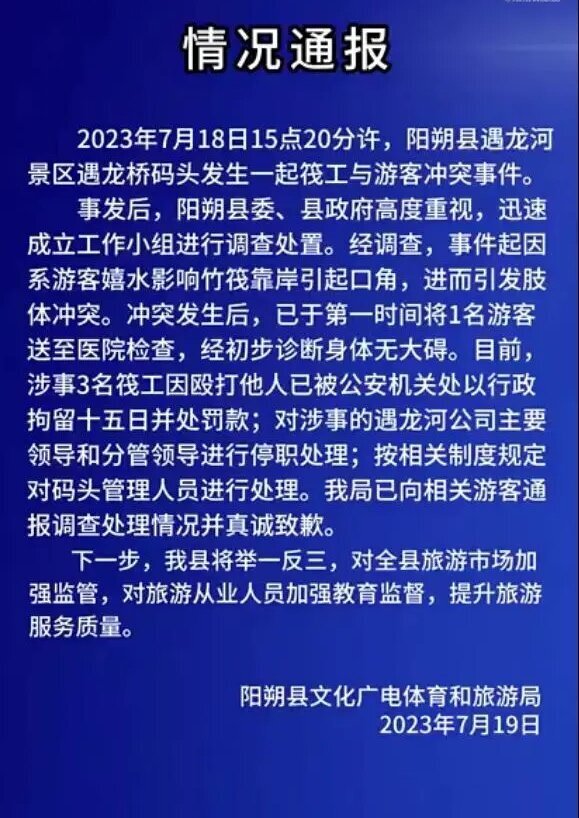 情况通报
2023年7月18日15点20分许，阳朔县遇龙河
景区遇龙桥码头发生一起筏工与游客冲突事件。
事发后，阳朔县委、县政府高度重视，迅速
成立工作小组进行调查处置。经调查，事件起因
系游客嬉水影响竹筏靠岸引起口角，进而引发肢
体冲突。冲突发生后，已于第一时间将1名游客
送至医院检查，经初步诊断身体无大碍。目前，
涉事3名筏工因殴打他人已被公安机关处以行政
拘留十五日并处罚款；对涉事的遇龙河公司主要
领导和分管领导进行停职处理；按相关制度规定
对码头管理人员进行处理。我局已向相关游客通
报调查处理情况并真诚致歉。
下一步，我县将举一反三，对全县旅游市场加
强监管，对旅游从业人员加强教育监督，提升旅游
服务质量。
阳朔县文化广电体育和旅游局
2023年7月19日